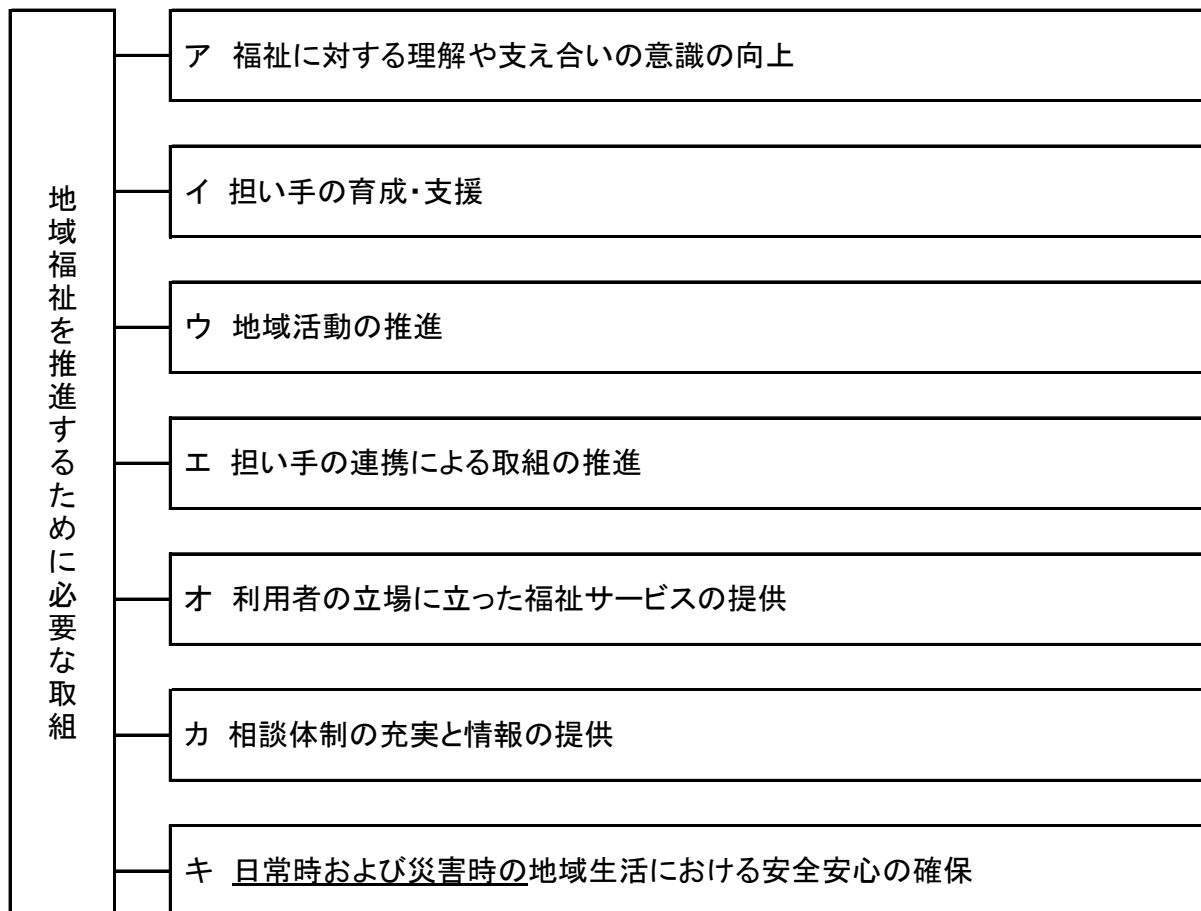 地域福祉を推進するために必要な取組
ア 福祉に対する理解や支え合いの意識の向上
イ 担い手の育成・支援
ウ 地域活動の推進
エ 担い手の連携による取組の推進
オ 利用者の立場に立った福祉サービスの提供
カ 相談体制の充実と情報の提供
キ 日常時および災害時の地域生活における安全安心の確保